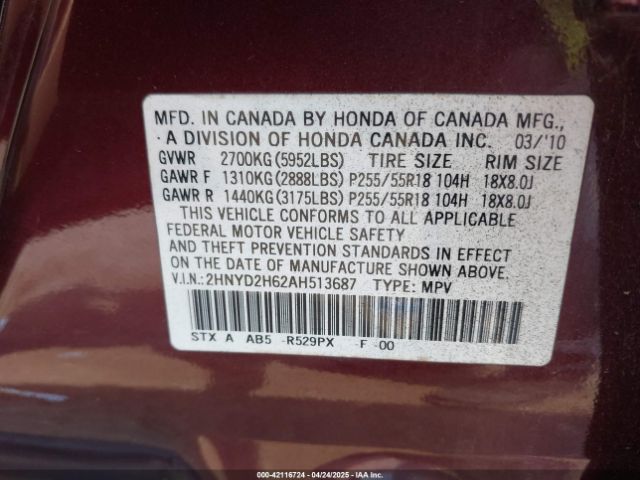 MFD. IN CANADA BY HONDA OF CANADA MFG.,
A DIVISION OF HONDA CANADA INC. 03/'10
GVWR 2700KG(5952LBS) TIRE SIZE RIM SIZE
GAWR F 1310KG(2888LBS) P255/55R18 104H 18X8.0J
GAWR R 1440KG(3175LBS) P255/55R18 104H 18X8.0J
THIS VEHICLE CONFORMS TO ALL APPLICABLE
FEDERAL MOTOR VEHICLE SAFETY
AND THEFT PREVENTION STANDARDS IN EFFECT
ON THE DATE OF MANUFACTURE SHOWN ABOVE.
V.I.N.: 2HNYD2H62AH513687 TYPE: MPV
STX A AB5 -R529PX -F -00
000-42116724 - 04/24/2025 - IAA Inc.